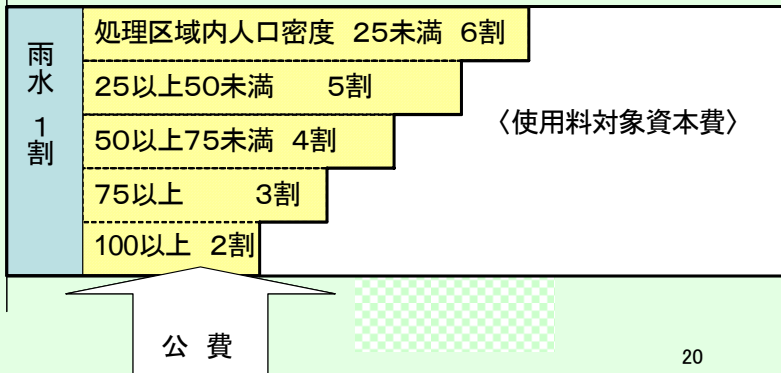 雨水 1割
処理区域内人口密度 25未満 6割
25以上50未満 5割
50以上75未満 4割
75以上 3割
100以上 2割
〈使用料対象資本費〉
公 費
20